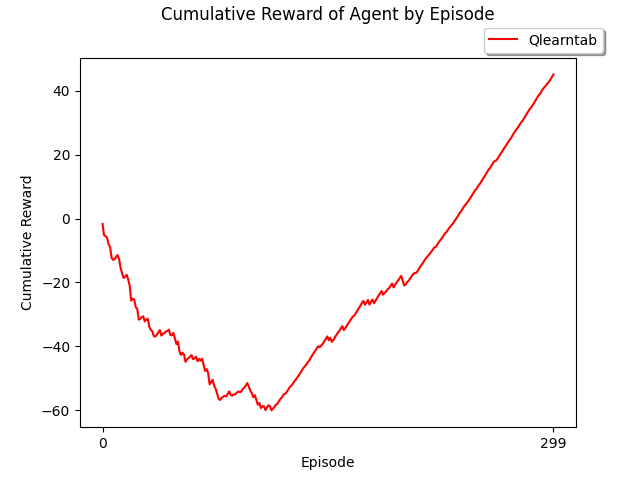 Cumulative Reward of Agent by Episode
Qlearntab
40
20
0
−20
−40
−60
Cumulative Reward
0
299
Episode